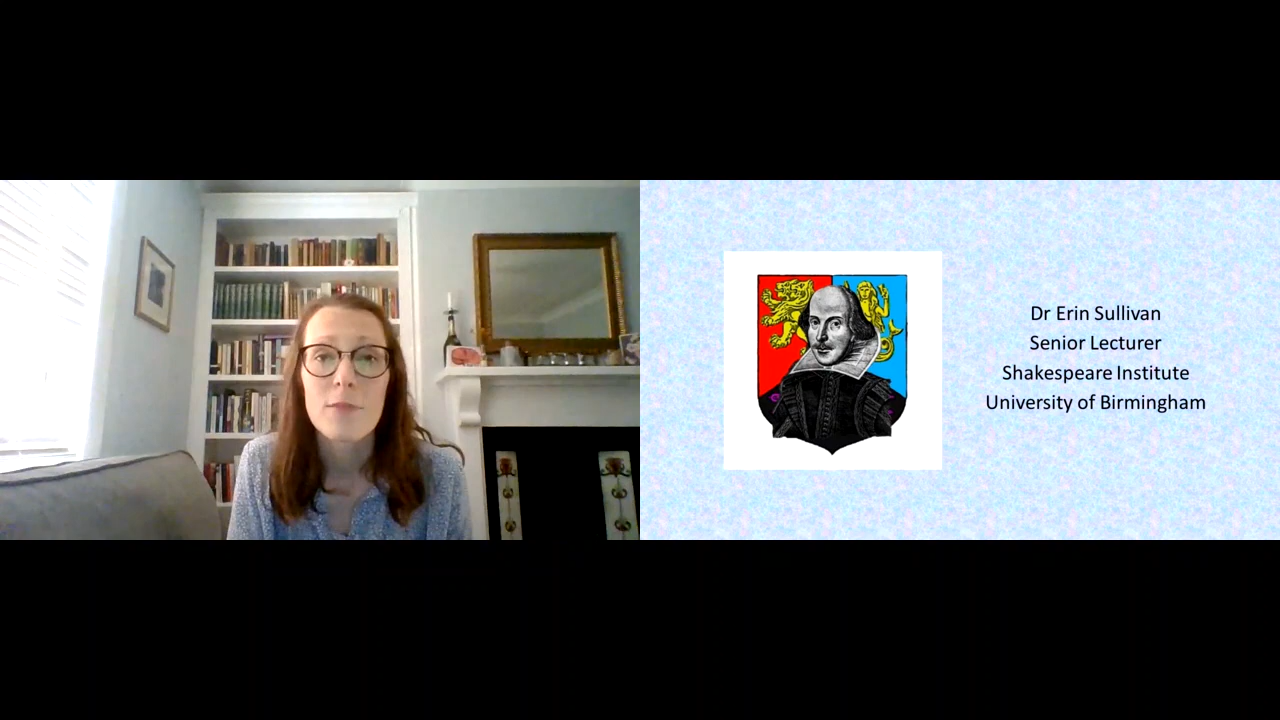 Dr Erin Sullivan
Senior Lecturer
Shakespeare Institute
University of Birmingham